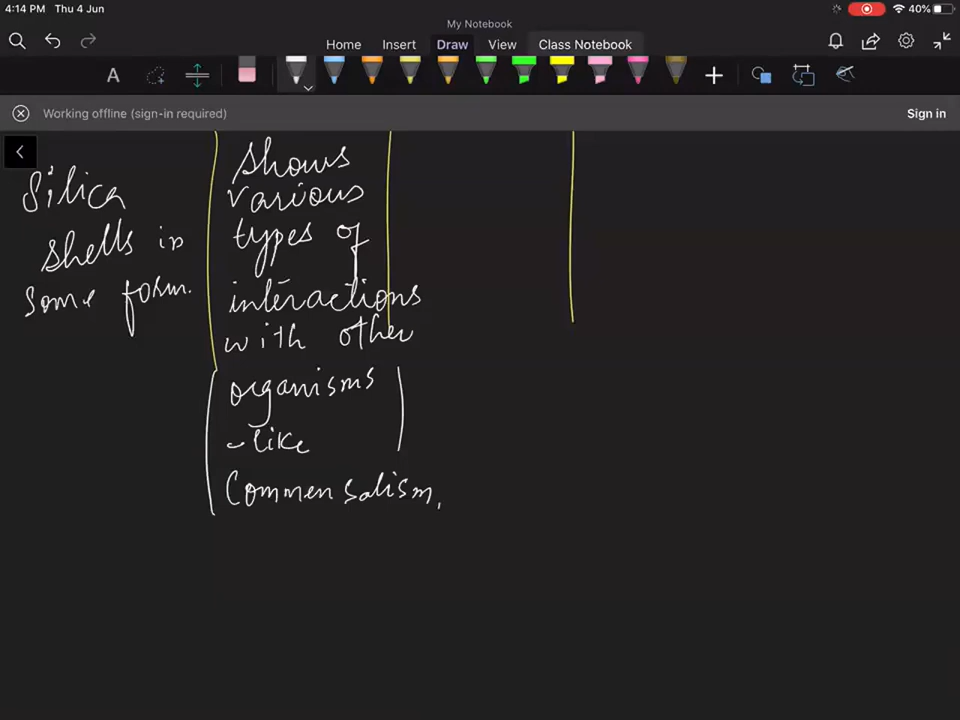 4:14 PM Thu 4 Jun
40%
My Notebook
Home Insert Draw View Class Notebook
A
Working offline (sign-in required)
Sign in
Silica
shells in
some form.
shows
various
types of
interactions
with other
organisms
-like
Commensalism,